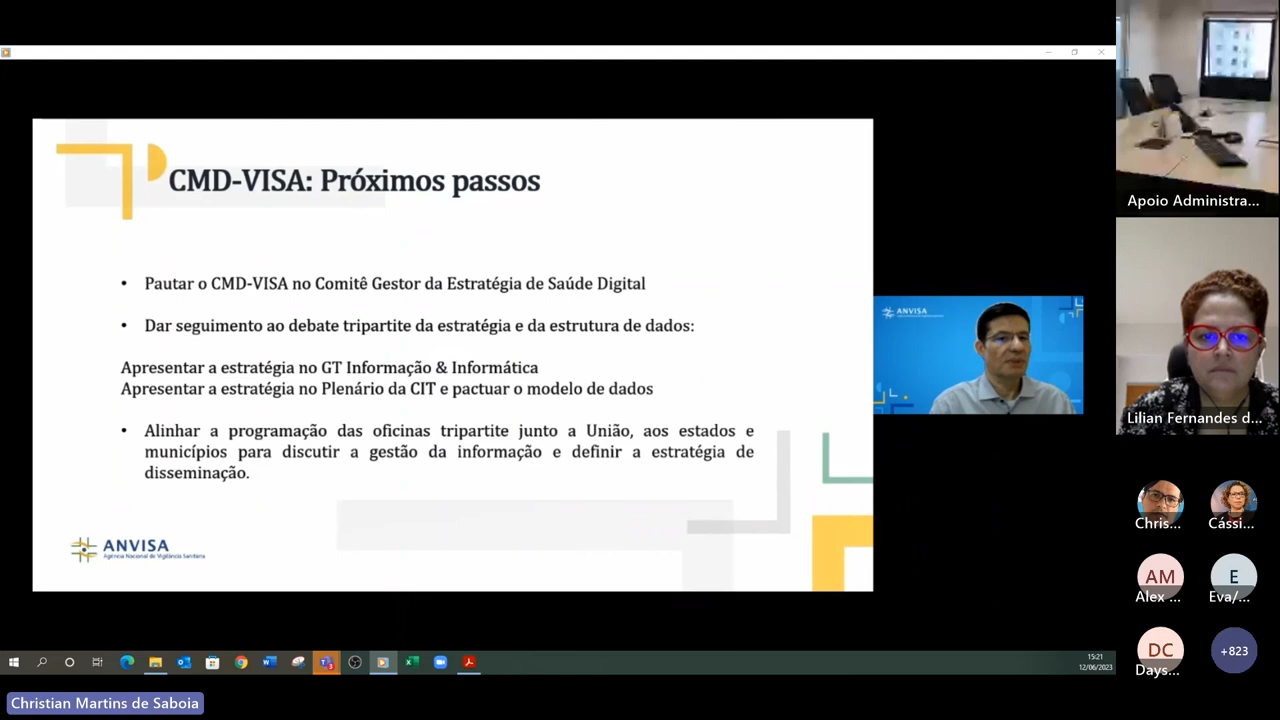 CMD-VISA: Próximos passos
• Pautar o CMD-VISA no Comitê Gestor da Estratégia de Saúde Digital
• Dar seguimento ao debate tripartite da estratégia e da estrutura de dados:
Apresentar a estratégia no GT Informação & Informática
Apresentar a estratégia no Plenário da CIT e pactuar o modelo de dados
• Alinhar a programação das oficinas tripartite junto a União, aos estados e
municípios para discutir a gestão da informação e definir a estratégia de
disseminação.
ANVISA
Agência Nacional de Vigilância Sanitária
ANVISA
Apoio Administra...
Lilian Fernandes d...
Chris...
Cássi...
AM
Alex ...
E
Eva/...
DC
Days...
+823
15:21
12/06/2023
Christian Martins de Saboia